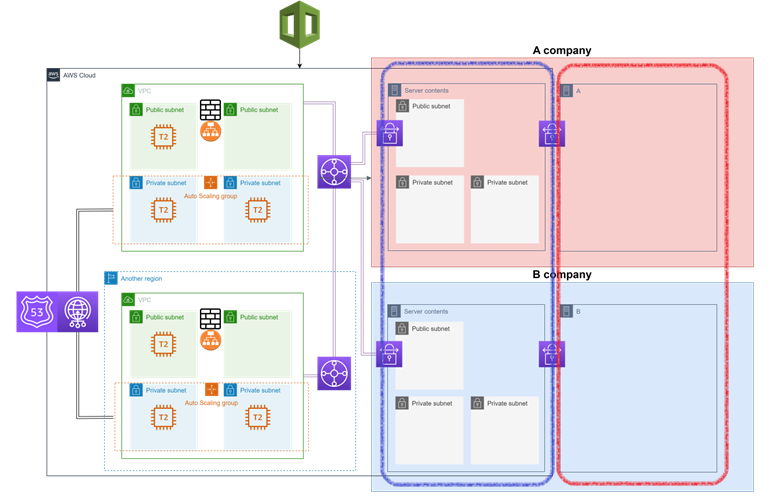 A company
aws
AWS Cloud
VPC
Public subnet
Public subnet
T2
Private subnet
Private subnet
Auto Scaling group
T2
T2
Server contents
Public subnet
Private subnet
Private subnet
A
Another region
53
VPC
Public subnet
Public subnet
T2
Private subnet
Private subnet
Auto Scaling group
T2
T2
B company
Server contents
Public subnet
Private subnet
Private subnet
B